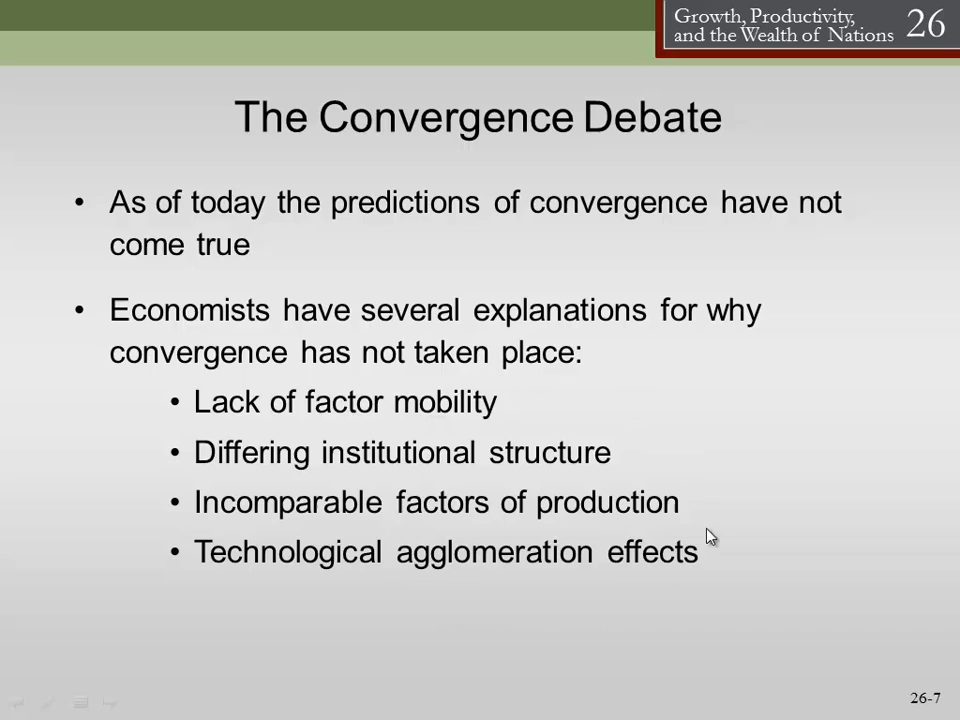 Growth, Productivity,
and the Wealth of Nations
26
The Convergence Debate
• As of today the predictions of convergence have not
come true
• Economists have several explanations for why
convergence has not taken place:
• Lack of factor mobility
• Differing institutional structure
• Incomparable factors of production
• Technological agglomeration effects
26-7